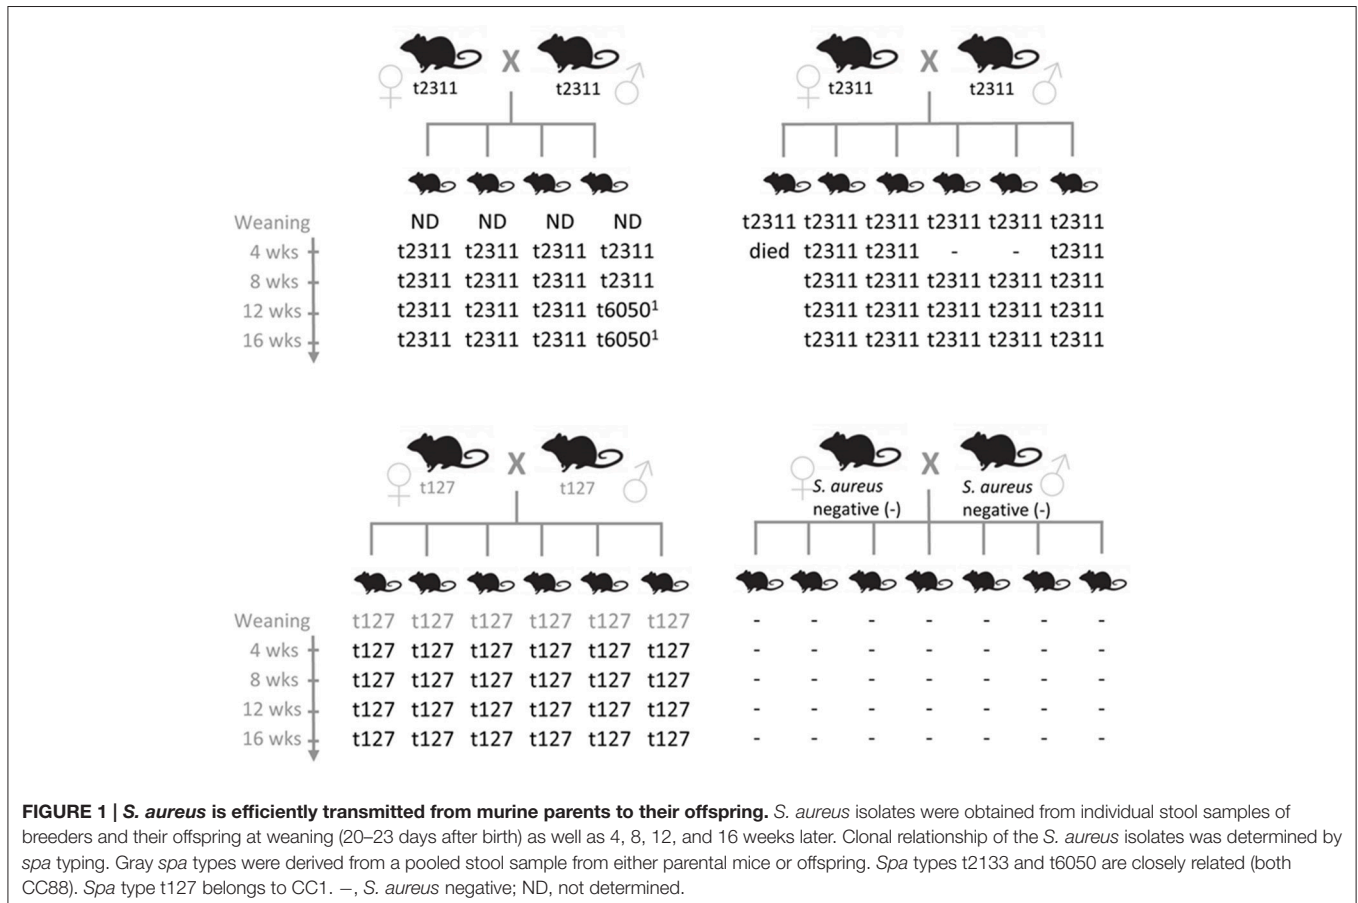 X X
t2311 t2311 t2311 t2311
Weaning ND ND ND ND t2311 t2311 t2311 t2311 t2311 t2311
4 wks t2311 t2311 t2311 t2311 died t2311 t2311 - - t2311
8 wks t2311 t2311 t2311 t2311 t2311 t2311 t2311 t2311 t2311
12 wks t2311 t2311 t2311 t6050¹ t2311 t2311 t2311 t2311 t2311
16 wks t2311 t2311 t2311 t6050¹ t2311 t2311 t2311 t2311 t2311
X X
t127 t127 S. aureus S. aureus
negative (-) negative (-)
Weaning t127 t127 t127 t127 t127 t127 - - - - - - -
4 wks t127 t127 t127 t127 t127 t127 - - - - - - -
8 wks t127 t127 t127 t127 t127 t127 - - - - - - -
12 wks t127 t127 t127 t127 t127 t127 - - - - - - -
16 wks t127 t127 t127 t127 t127 t127 - - - - - - -
FIGURE 1 | S. aureus is efficiently transmitted from murine parents to their offspring. S. aureus isolates were obtained from individual stool samples of
breeders and their offspring at weaning (20–23 days after birth) as well as 4, 8, 12, and 16 weeks later. Clonal relationship of the S. aureus isolates was determined by
spa typing. Gray spa types were derived from a pooled stool sample from either parental mice or offspring. Spa types t2133 and t6050 are closely related (both
CC88). Spa type t127 belongs to CC1. –, S. aureus negative; ND, not determined.